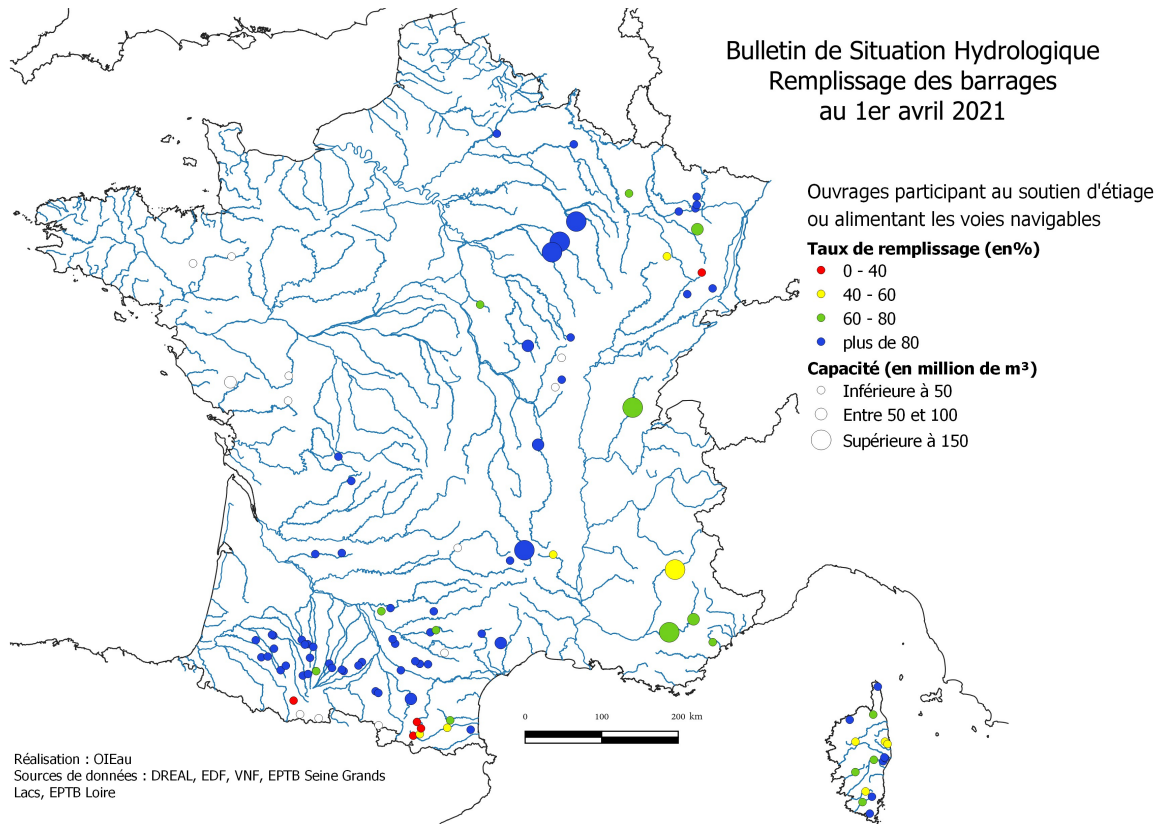 Bulletin de Situation Hydrologique
Remplissage des barrages
au 1er avril 2021
Ouvrages participant au soutien d'étiage
ou alimentant les voies navigables
Taux de remplissage (en%)
0 - 40
40 - 60
60 - 80
plus de 80
Capacité (en million de m³)
Inférieure à 50
Entre 50 et 100
Supérieure à 150
0 100 200 km
Réalisation : OIEau
Sources de données : DREAL, EDF, VNF, EPTB Seine Grands
Lacs, EPTB Loire